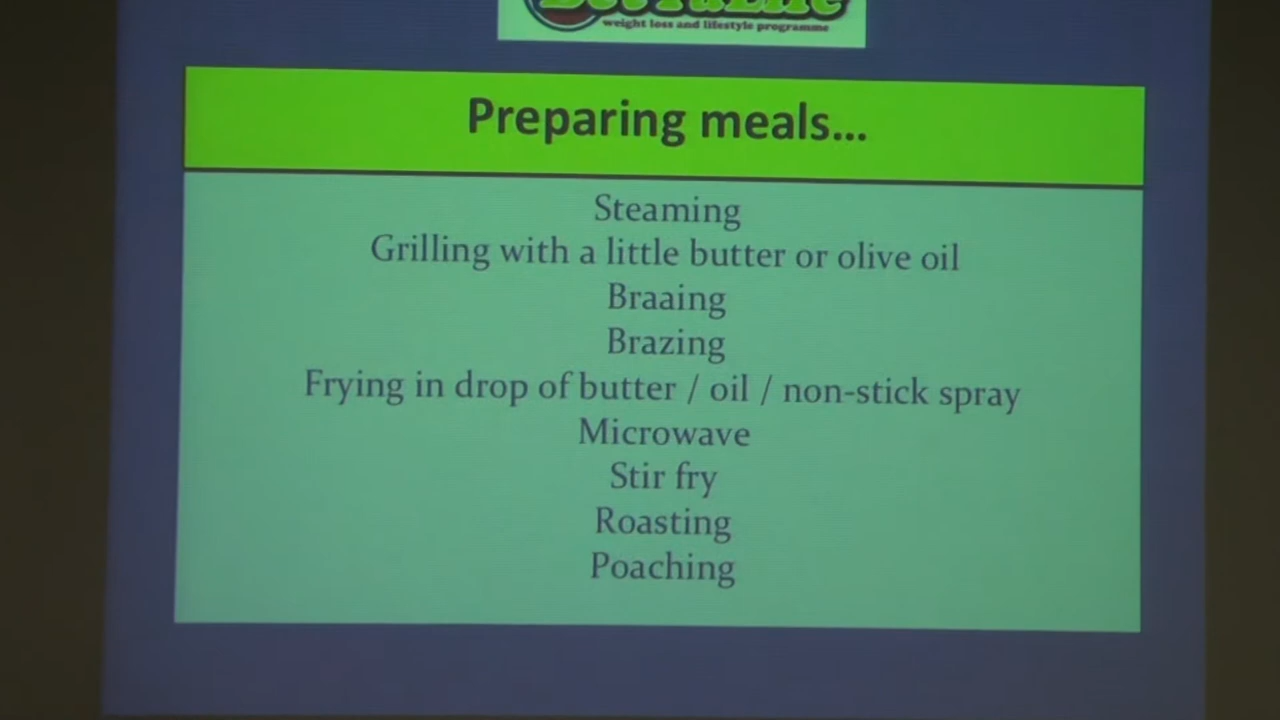 weight loss and lifestyle programme
Preparing meals...
Steaming
Grilling with a little butter or olive oil
Braaing
Brazing
Frying in drop of butter / oil / non-stick spray
Microwave
Stir fry
Roasting
Poaching